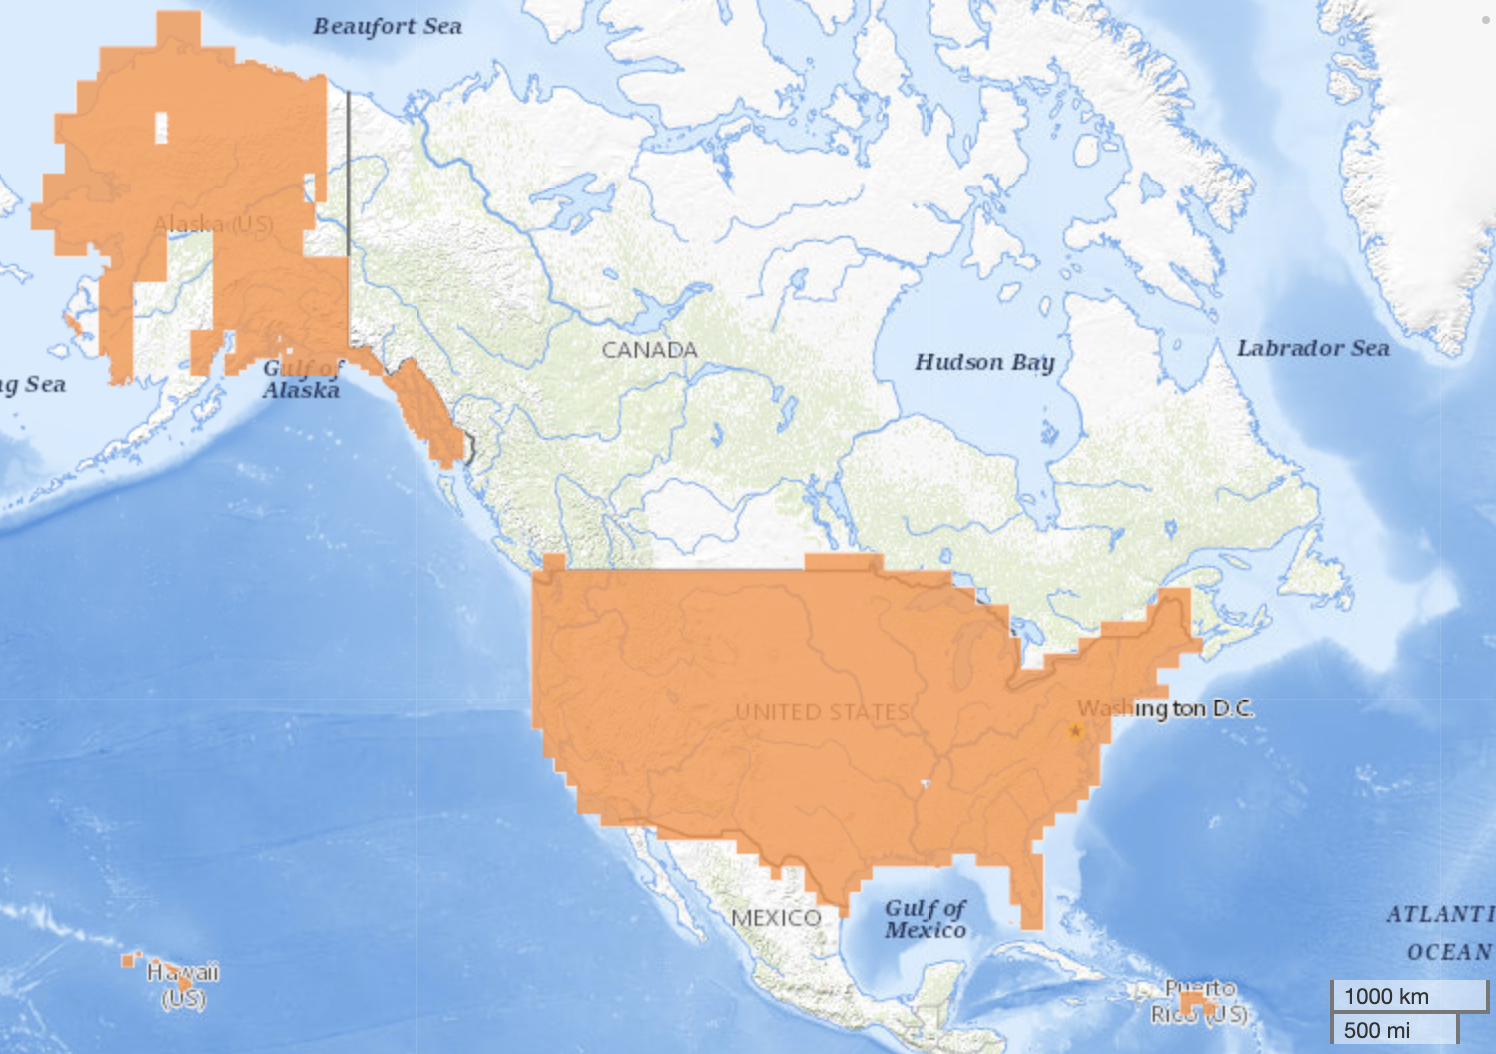 Beaufort Sea
Alaska (US)
CANADA
Hudson Bay
Labrador Sea
Gulf of
Alaska
ng Sea
UNITED STATES
Washington D.C.
MEXICO
Gulf of
Mexico
ATLANTI
OCEAN
Hawaii
(US)
Puerto
Rico (US)
1000 km
500 mi